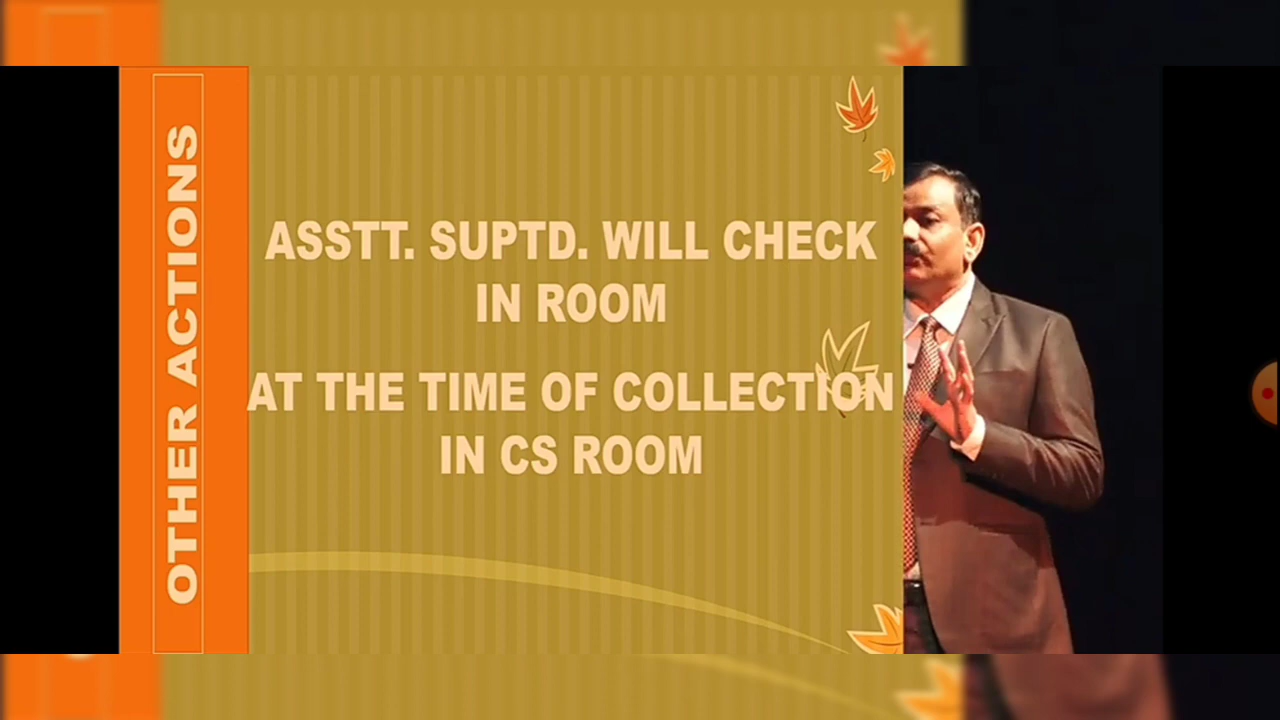 OTHER ACTIONS
ASSTT. SUPTD. WILL CHECK
IN ROOM
AT THE TIME OF COLLECTION
IN CS ROOM